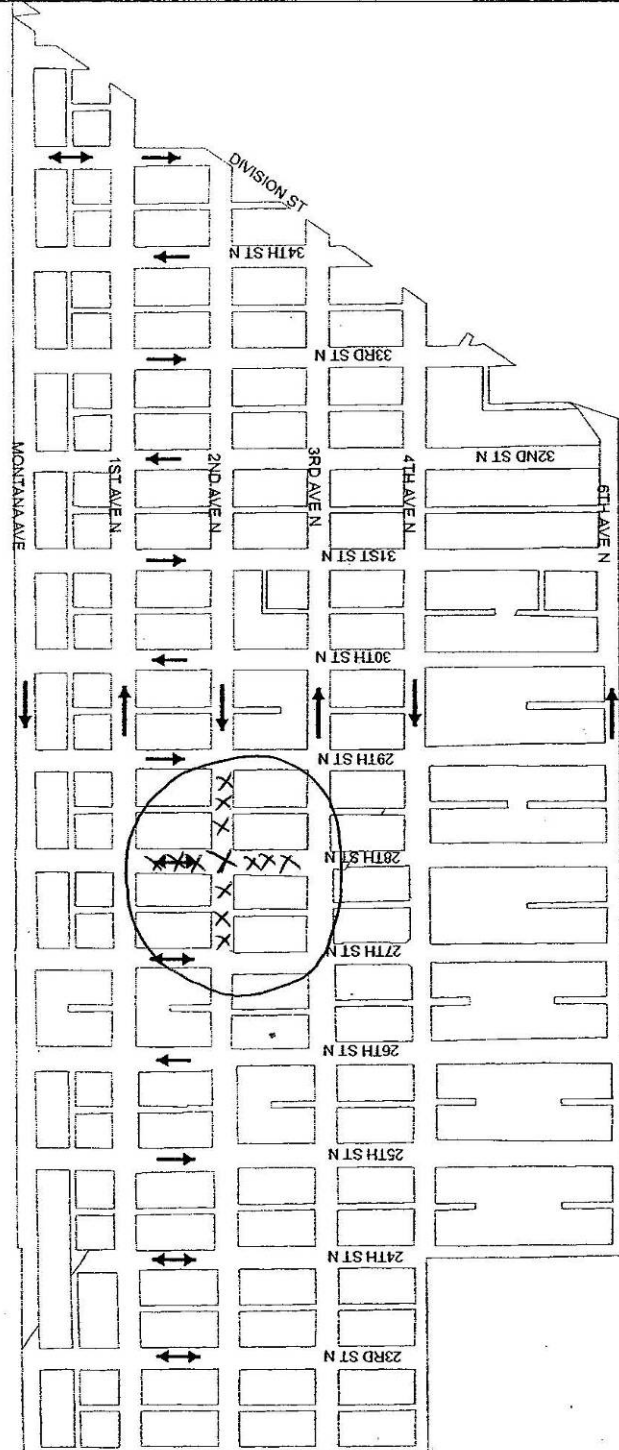 DIVISION ST
34TH ST N
33RD ST N
32ND ST N
MONTANA AVE
1ST AVE N
2ND AVE N
3RD AVE N
4TH AVE N
6TH AVE N
31ST ST N
30TH ST N
29TH ST N
28TH ST N
27TH ST N
26TH ST N
25TH ST N
24TH ST N
23RD ST N